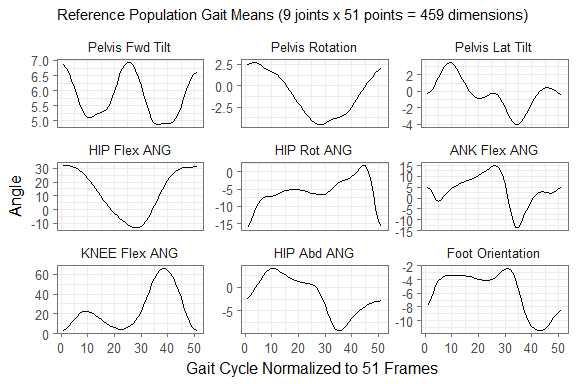 Reference Population Gait Means (9 joints x 51 points = 459 dimensions)
Pelvis Fwd Tilt
Pelvis Rotation
Pelvis Lat Tilt
7.0
6.5
6.0
5.5
5.0
2.5
0.0
-2.5
2
0
-2
-4
HIP Flex ANG
HIP Rot ANG
ANK Flex ANG
30
20
10
0
-10
0
-5
-10
-15
15
10
5
0
-5
-10
-15
KNEE Flex ANG
HIP Abd ANG
Foot Orientation
60
40
20
0
0
-5
-2
-4
-6
-8
-10
0 10 20 30 40 50
0 10 20 30 40 50
0 10 20 30 40 50
Angle
Gait Cycle Normalized to 51 Frames